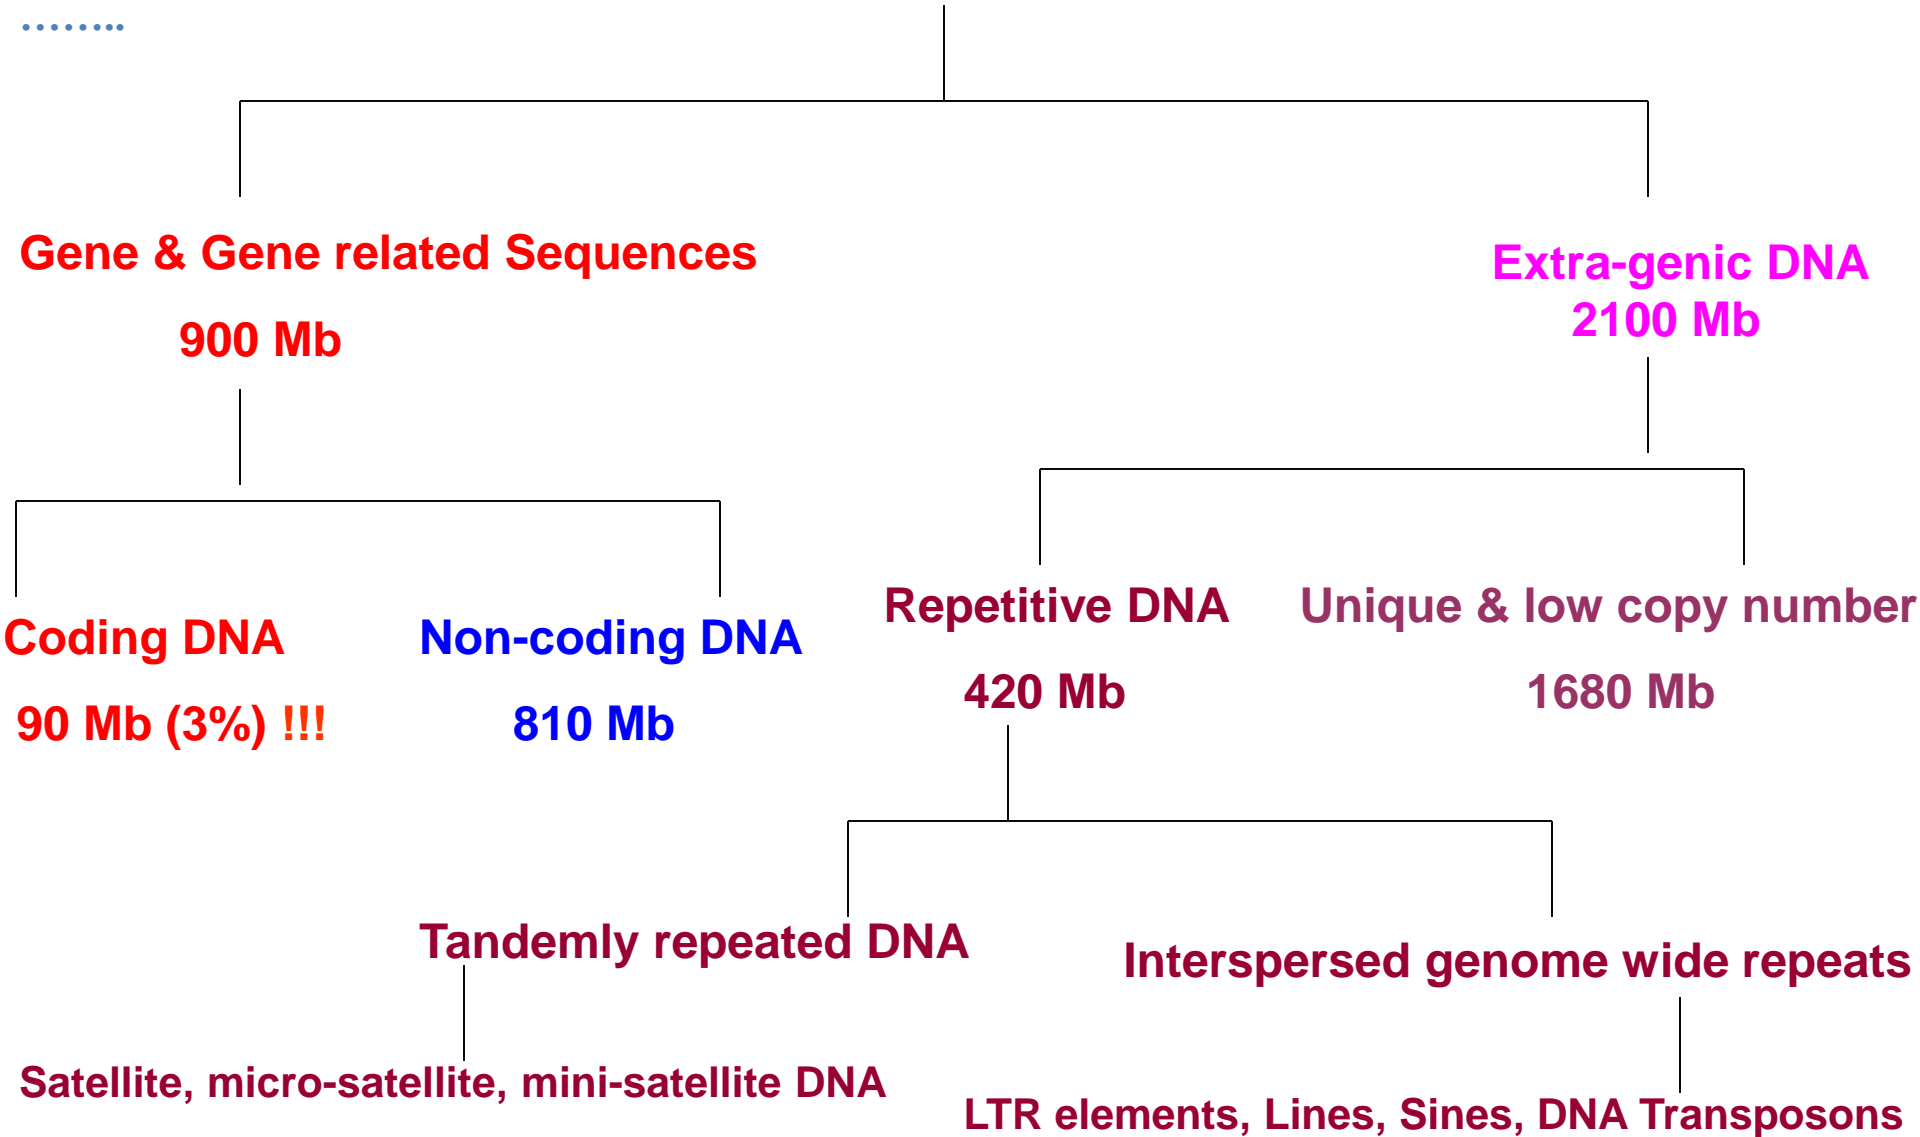 ........
Gene & Gene related Sequences
900 Mb
Extra-genic DNA
2100 Mb
Coding DNA
90 Mb (3%) !!!
Non-coding DNA
810 Mb
Repetitive DNA
420 Mb
Unique & low copy number
1680 Mb
Tandemly repeated DNA
Interspersed genome wide repeats
Satellite, micro-satellite, mini-satellite DNA
LTR elements, Lines, Sines, DNA Transposons